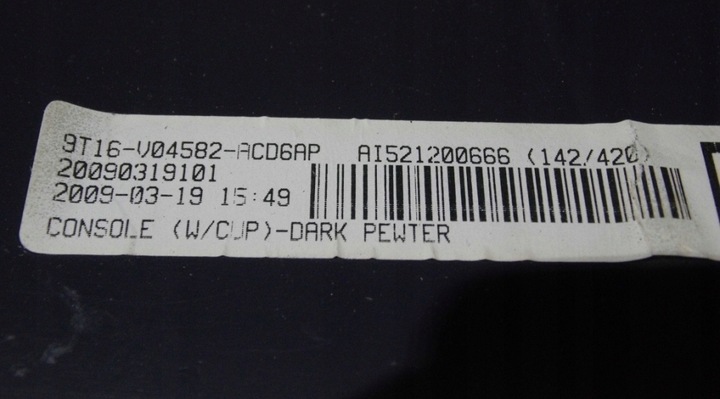 9T16-V04582-ACD6AP AI521200666 (142/420)
20090319101
2009-03-19 15:49
CONSOLE (W/CUP)-DARK PEWTER